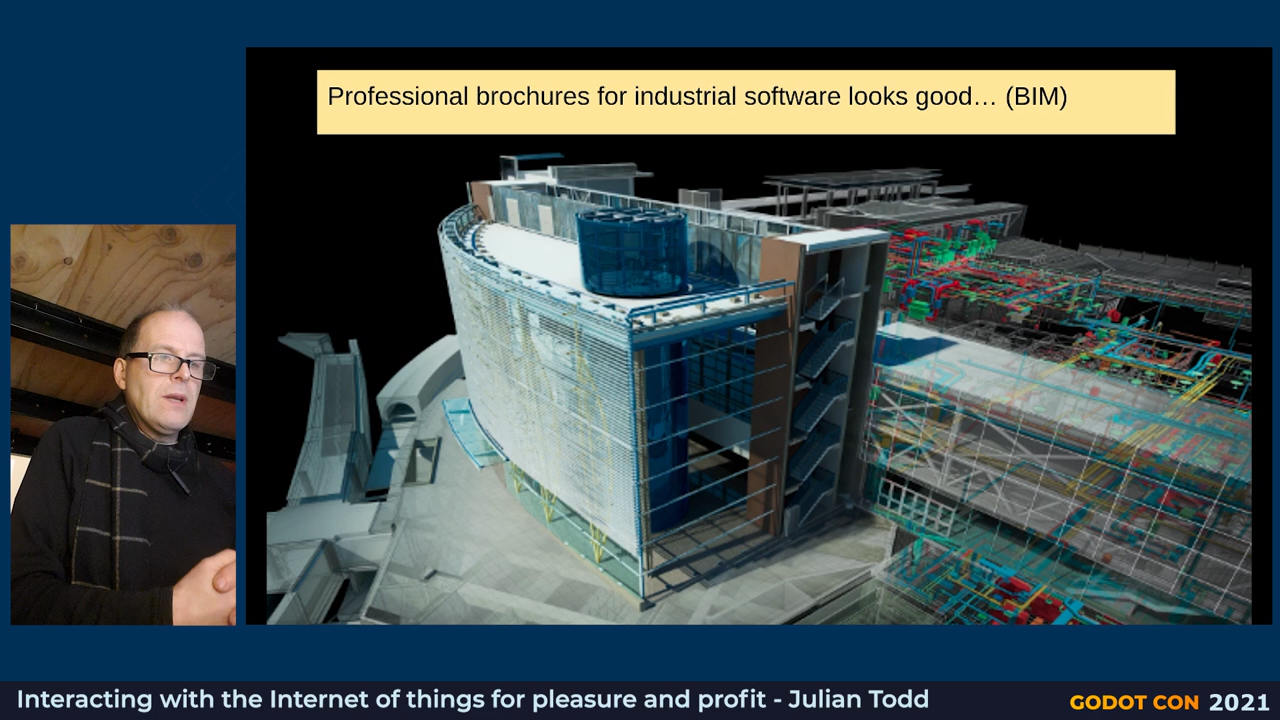 Professional brochures for industrial software looks good… (BIM)
Interacting with the Internet of things for pleasure and profit - Julian Todd
GODOT CON 2021